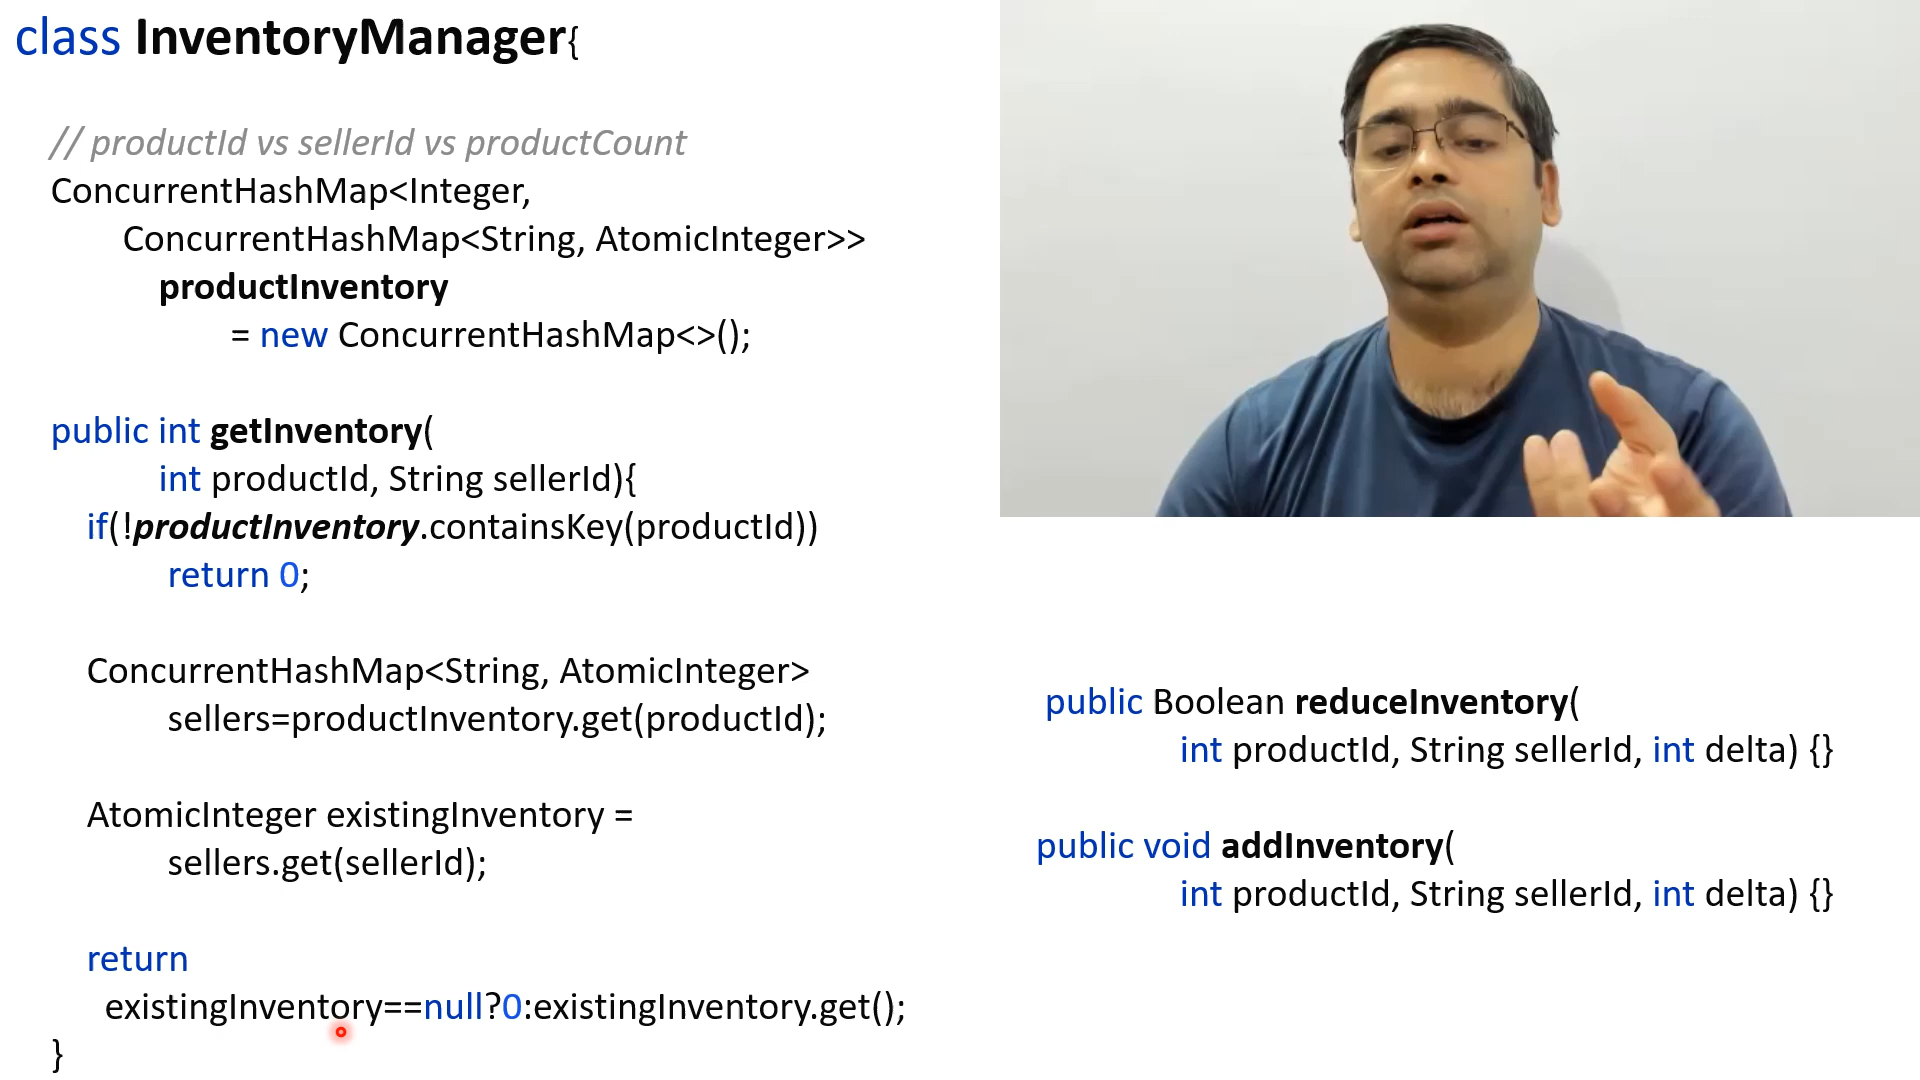 class InventoryManager{
// productId vs sellerId vs productCount
ConcurrentHashMap<Integer,
ConcurrentHashMap<String, AtomicInteger>>
productInventory
= new ConcurrentHashMap<>();
public int getInventory(
int productId, String sellerId){
if(!productInventory.containsKey(productId))
return 0;
ConcurrentHashMap<String, AtomicInteger>
sellers=productInventory.get(productId);
AtomicInteger existingInventory =
sellers.get(sellerId);
return
existingInventory==null?0:existingInventory.get();
}
public Boolean reduceInventory(
int productId, String sellerId, int delta) {}
public void addInventory(
int productId, String sellerId, int delta) {}